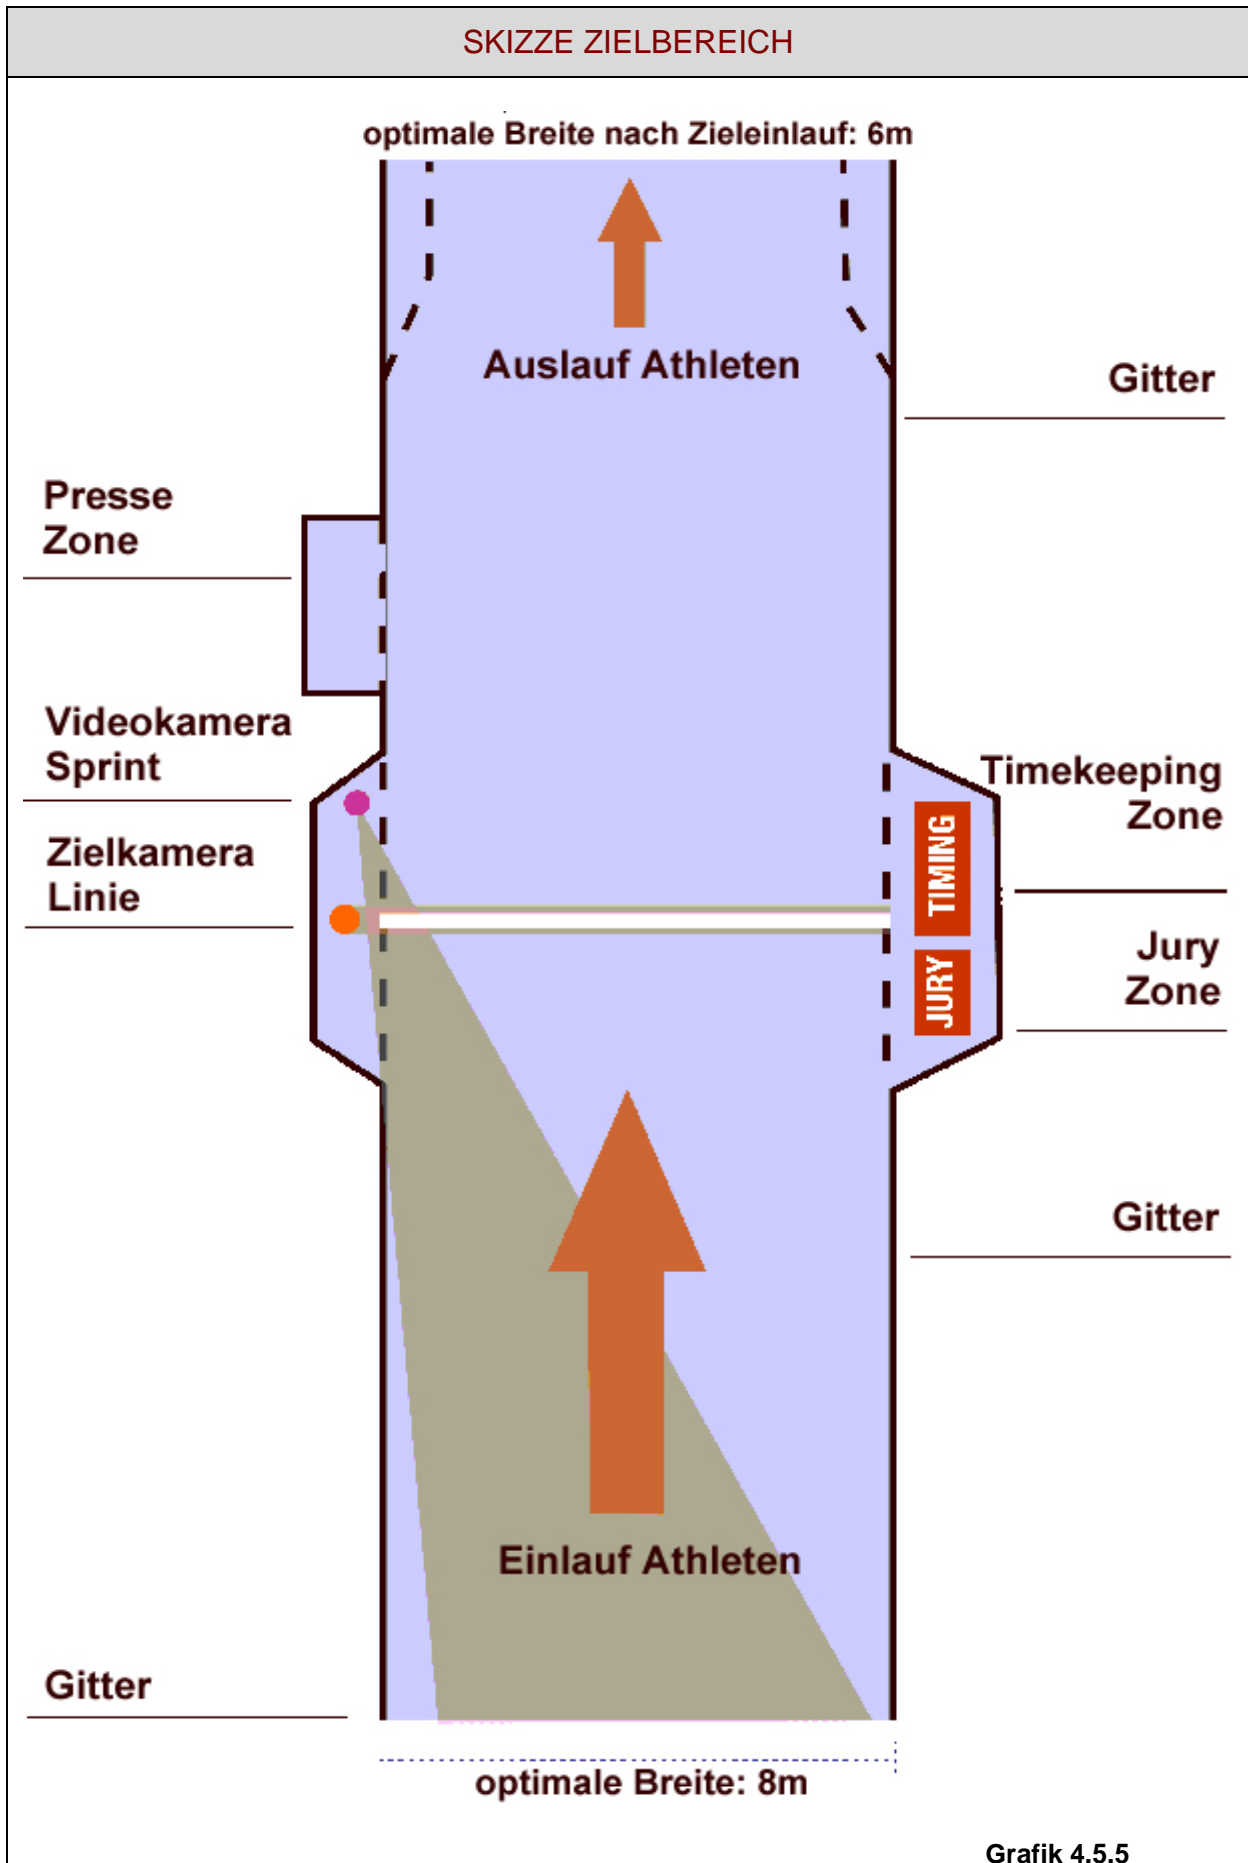 SKIZZE ZIELBEREICH
optimale Breite nach Zieleinlauf: 6m
Auslauf Athleten
Gitter
Presse
Zone
Videokamera
Sprint
Timekeeping
Zone
TIMING
Zielkamera
Linie
JURY
Jury
Zone
Gitter
Einlauf Athleten
Gitter
optimale Breite: 8m
Grafik 4.5.5